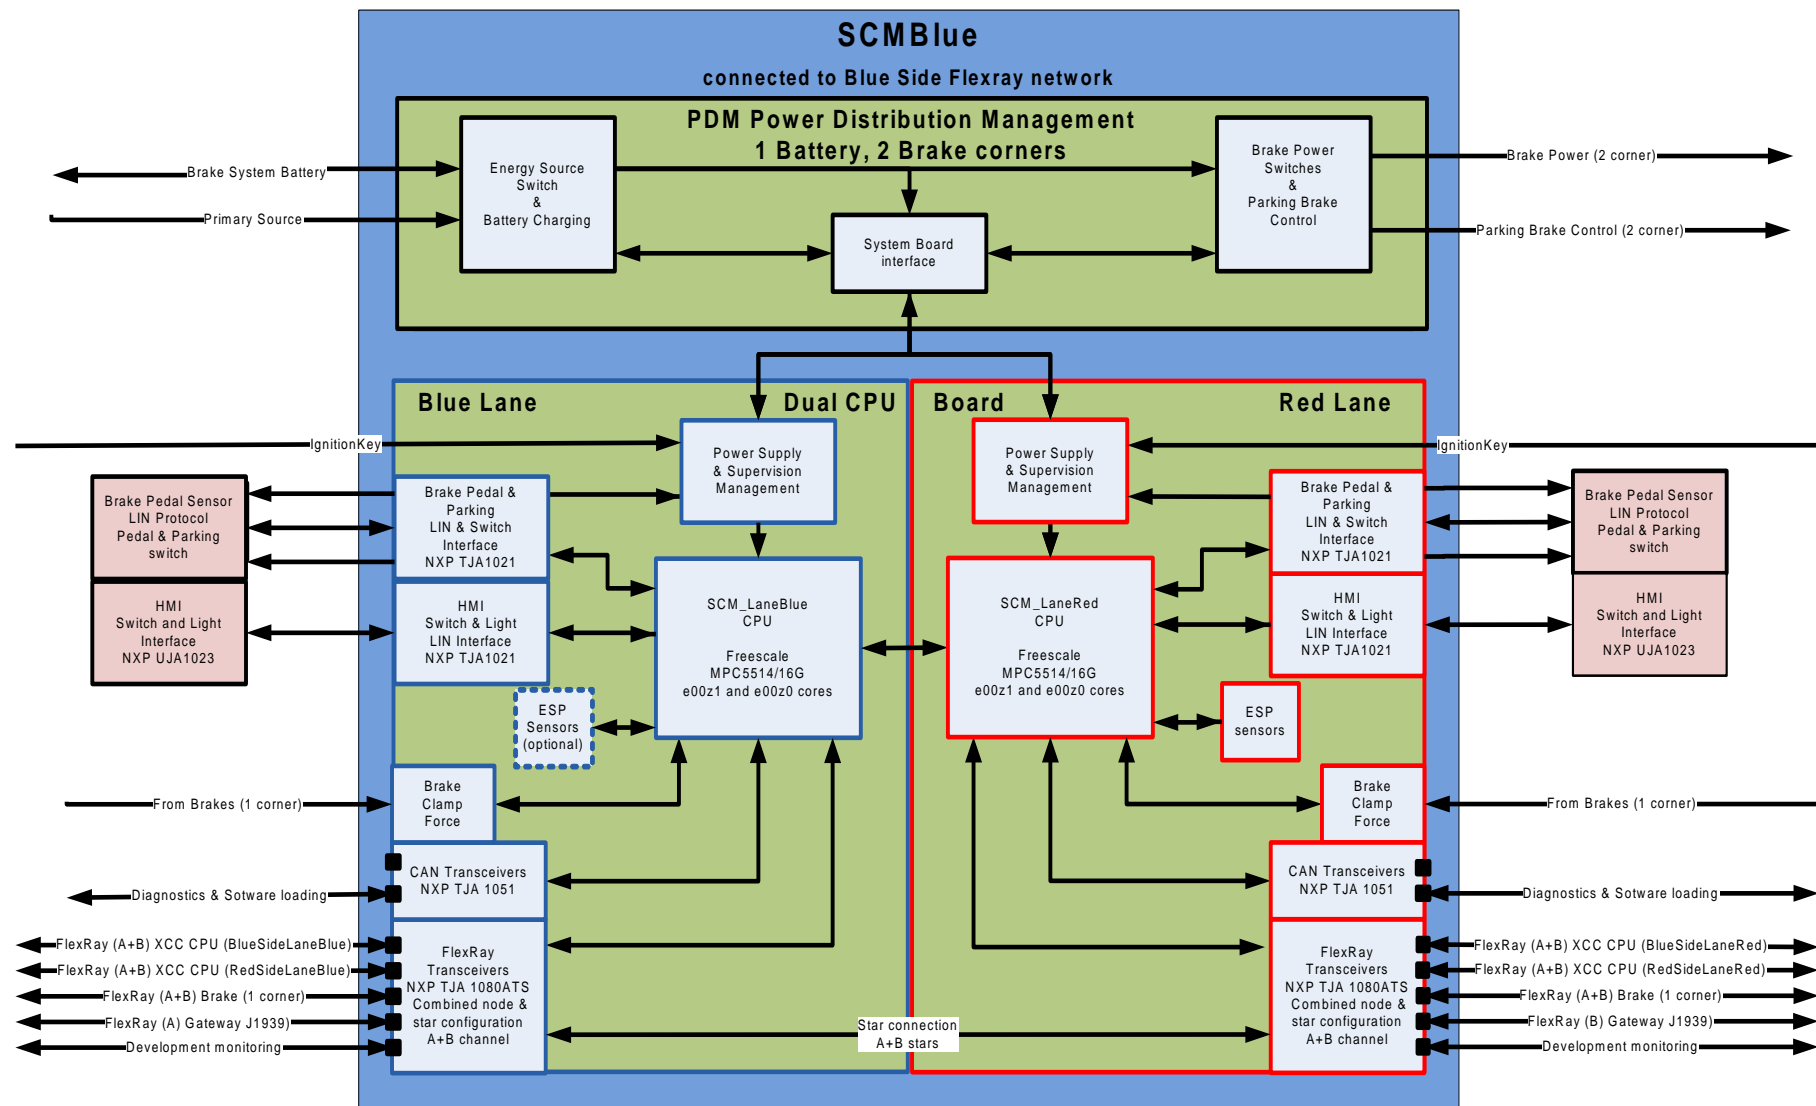 SCMBlue
connected to Blue Side Flexray network
PDM Power Distribution Management
1 Battery, 2 Brake corners
Energy Source
Switch
&
Battery Charging
Brake Power
Switches
&
Parking Brake
Control
System Board
interface
Brake System Battery
Primary Source
Brake Power (2 corner)
Parking Brake Control (2 corner)
Blue Lane
Dual CPU
Board
Red Lane
IgnitionKey
Power Supply
& Supervision
Management
Power Supply
& Supervision
Management
IgnitionKey
Brake Pedal Sensor
LIN Protocol
Pedal & Parking
switch
Brake Pedal &
Parking
LIN & Switch
Interface
NXP TJA1021
Brake Pedal &
Parking
LIN & Switch
Interface
NXP TJA1021
Brake Pedal Sensor
LIN Protocol
Pedal & Parking
switch
HMI
Switch and Light
Interface
NXP UJA1023
HMI
Switch & Light
LIN Interface
NXP TJA1021
SCM_LaneBlue
CPU
Freescale
MPC5514/16G
e00z1 and e00z0 cores
SCM_LaneRed
CPU
Freescale
MPC5514/16G
e00z1 and e00z0 cores
HMI
Switch & Light
LIN Interface
NXP TJA1021
HMI
Switch and Light
Interface
NXP UJA1023
ESP
Sensors
(optional)
ESP
sensors
From Brakes (1 corner)
Brake
Clamp
Force
Brake
Clamp
Force
From Brakes (1 corner)
CAN Transceivers
NXP TJA 1051
CAN Transceivers
NXP TJA 1051
Diagnostics & Sotware loading
Diagnostics & Sotware loading
FlexRay (A+B) XCC CPU (BlueSideLaneBlue)
FlexRay (A+B) XCC CPU (RedSideLaneBlue)
FlexRay (A+B) Brake (1 corner)
FlexRay (A) Gateway J1939)
Development monitoring
FlexRay
Transceivers
NXP TJA 1080ATS
Combined node &
star configuration
A+B channel
Star connection
A+B stars
FlexRay
Transceivers
NXP TJA 1080ATS
Combined node &
star configuration
A+B channel
FlexRay (A+B) XCC CPU (BlueSideLaneRed)
FlexRay (A+B) XCC CPU (RedSideLaneRed)
FlexRay (A+B) Brake (1 corner)
FlexRay (B) Gateway J1939)
Development monitoring